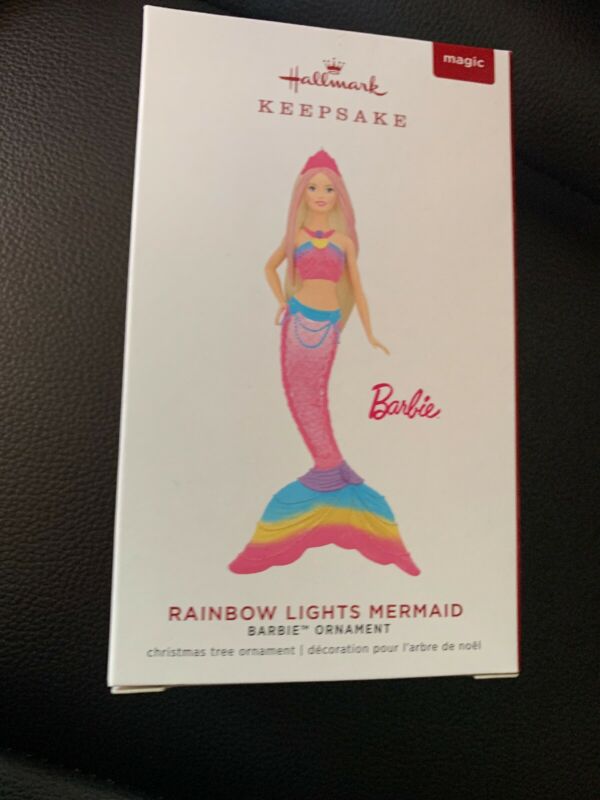 magic
Hallmark
KEEPSAKE
Barbie
RAINBOW LIGHTS MERMAID
BARBIE™ ORNAMENT
christmas tree ornament | décoration pour l'arbre de noël